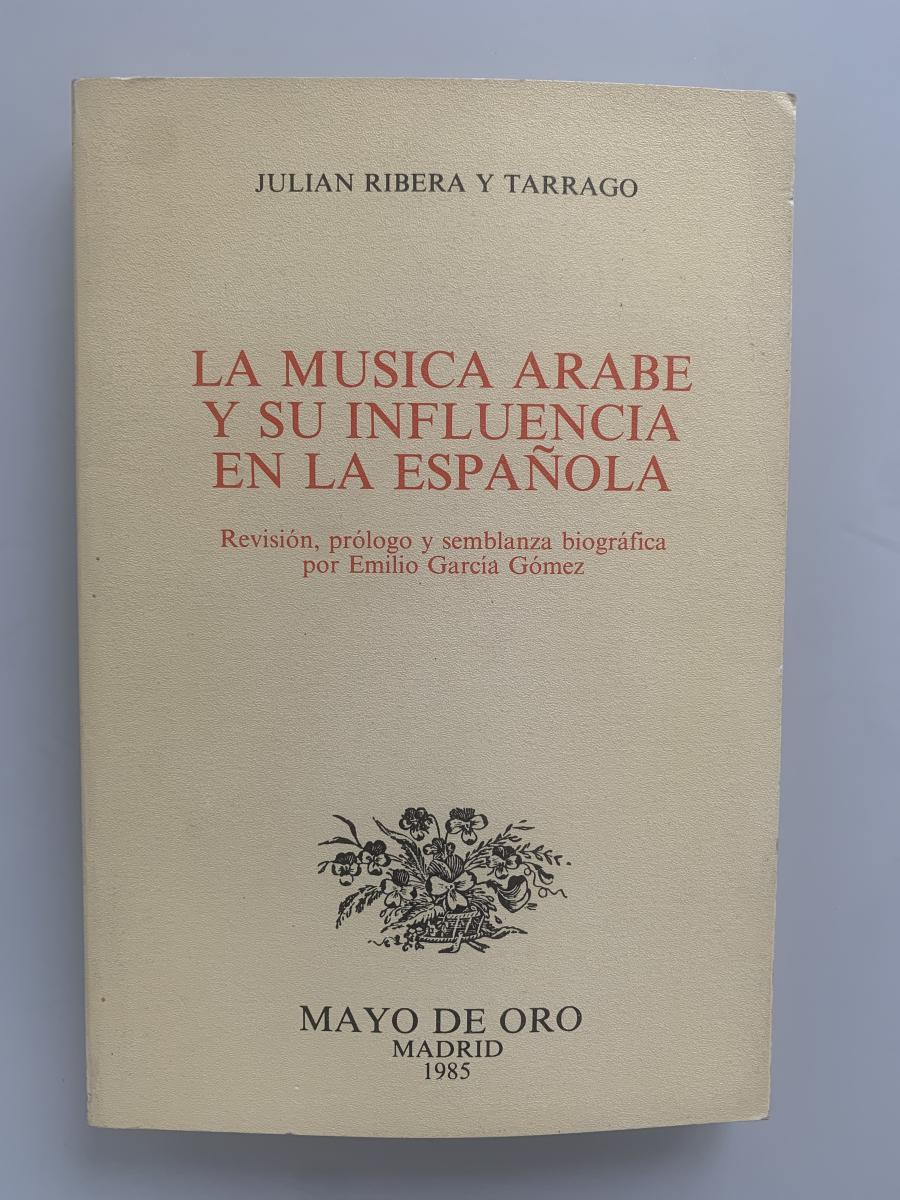 JULIAN RIBERA Y TARRAGO
LA MUSICA ARABE
Y SU INFLUENCIA
EN LA ESPAÑOLA
Revisión, prólogo y semblanza biográfica
por Emilio García Gómez
MAYO DE ORO
MADRID
1985